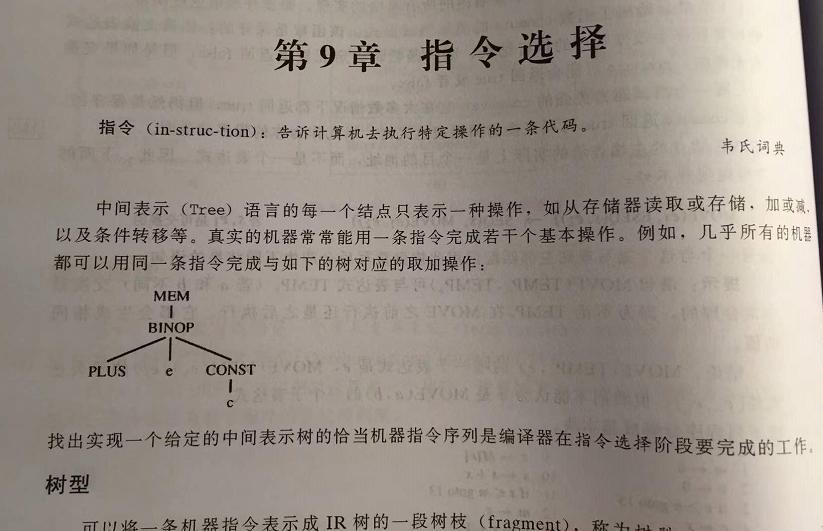 第9章 指令选择
指令（in-struc-tion）：告诉计算机去执行特定操作的一条代码。
韦氏词典
中间表示（Tree）语言的每一个结点只表示一种操作，如从存储器读取或存储，加或减，
以及条件转移等。真实的机器常常能用一条指令完成若干个基本操作。例如，几乎所有的机器
都可以用同一条指令完成与如下的树对应的取加操作：
MEM
BINOP
PLUS e CONST
c
找出实现一个给定的中间表示树的恰当机器指令序列是编译器在指令选择阶段要完成的工作。
树型
可以将一条机器指令表示成 IR 树的一段树枝（fragment），称为树型